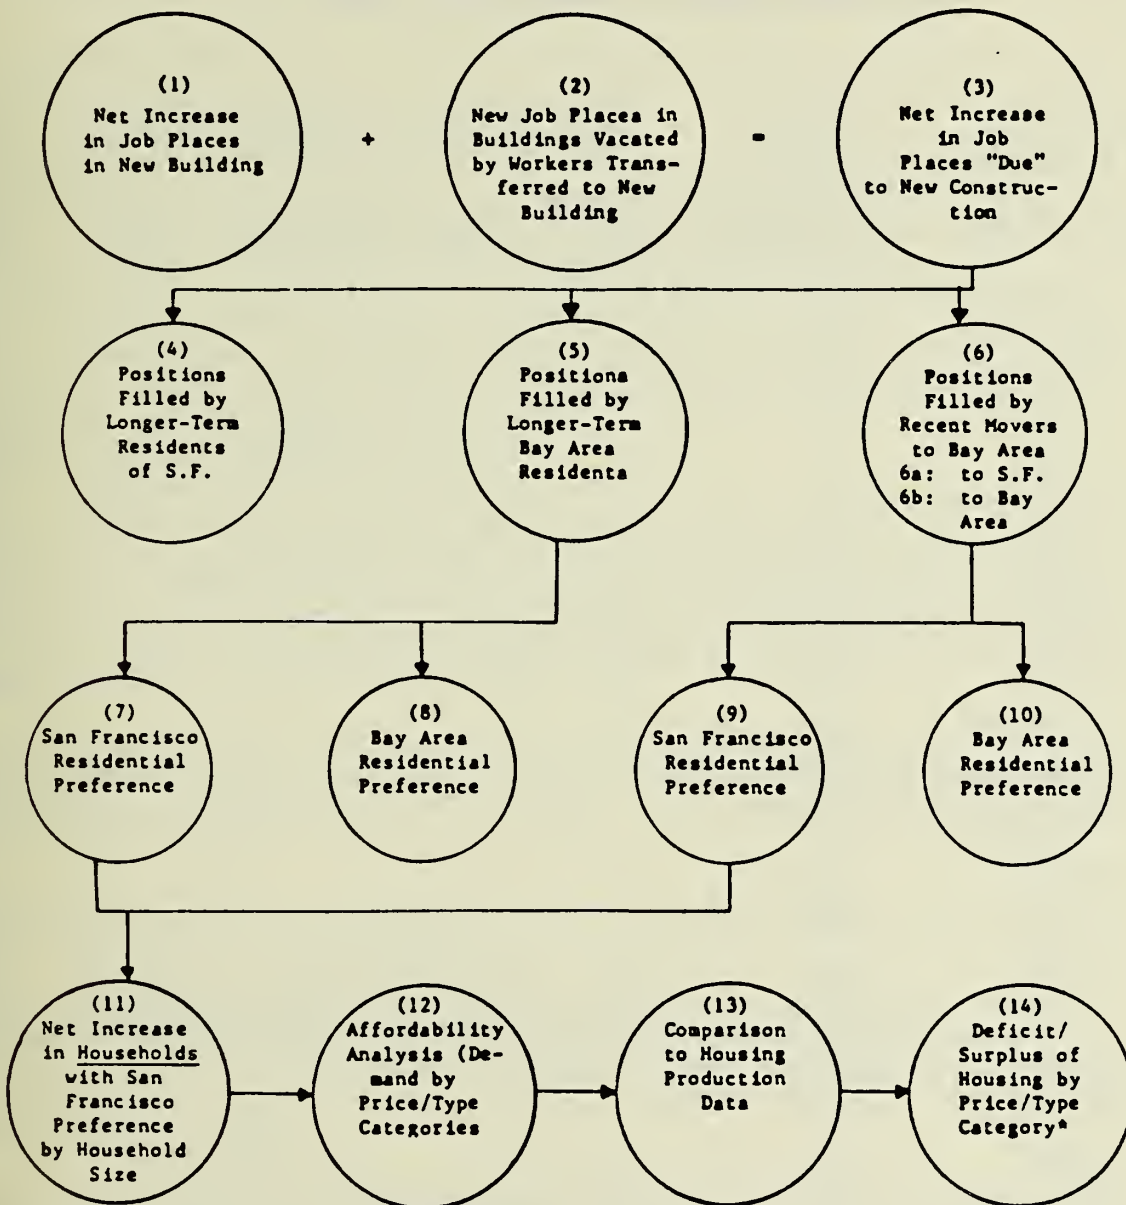 (1)
Net Increase
in Job Places
in New Building
+
(2)
New Job Places in
Buildings Vacated
by Workers Trans-
ferred to New
Building
=
(3)
Net Increase
in Job
Places "Due"
to New Construc-
tion
(4)
Positions
Filled by
Longer-Term
Residents
of S.F.
(5)
Positions
Filled by
Longer-Term
Bay Area
Residents
(6)
Positions
Filled by
Recent Movers
to Bay Area
6a: to S.F.
6b: to Bay
Area
(7)
San Francisco
Residential
Preference
(8)
Bay Area
Residential
Preference
(9)
San Francisco
Residential
Preference
(10)
Bay Area
Residential
Preference
(11)
Net Increase
in Households
with San
Francisco
Preference
by Household
Size
(12)
Affordability
Analysis (De-
mand by
Price/Type
Categories
(13)
Comparison
to Housing
Production
Data
(14)
Deficit/
Surplus of
Housing by
Price/Type
Category*